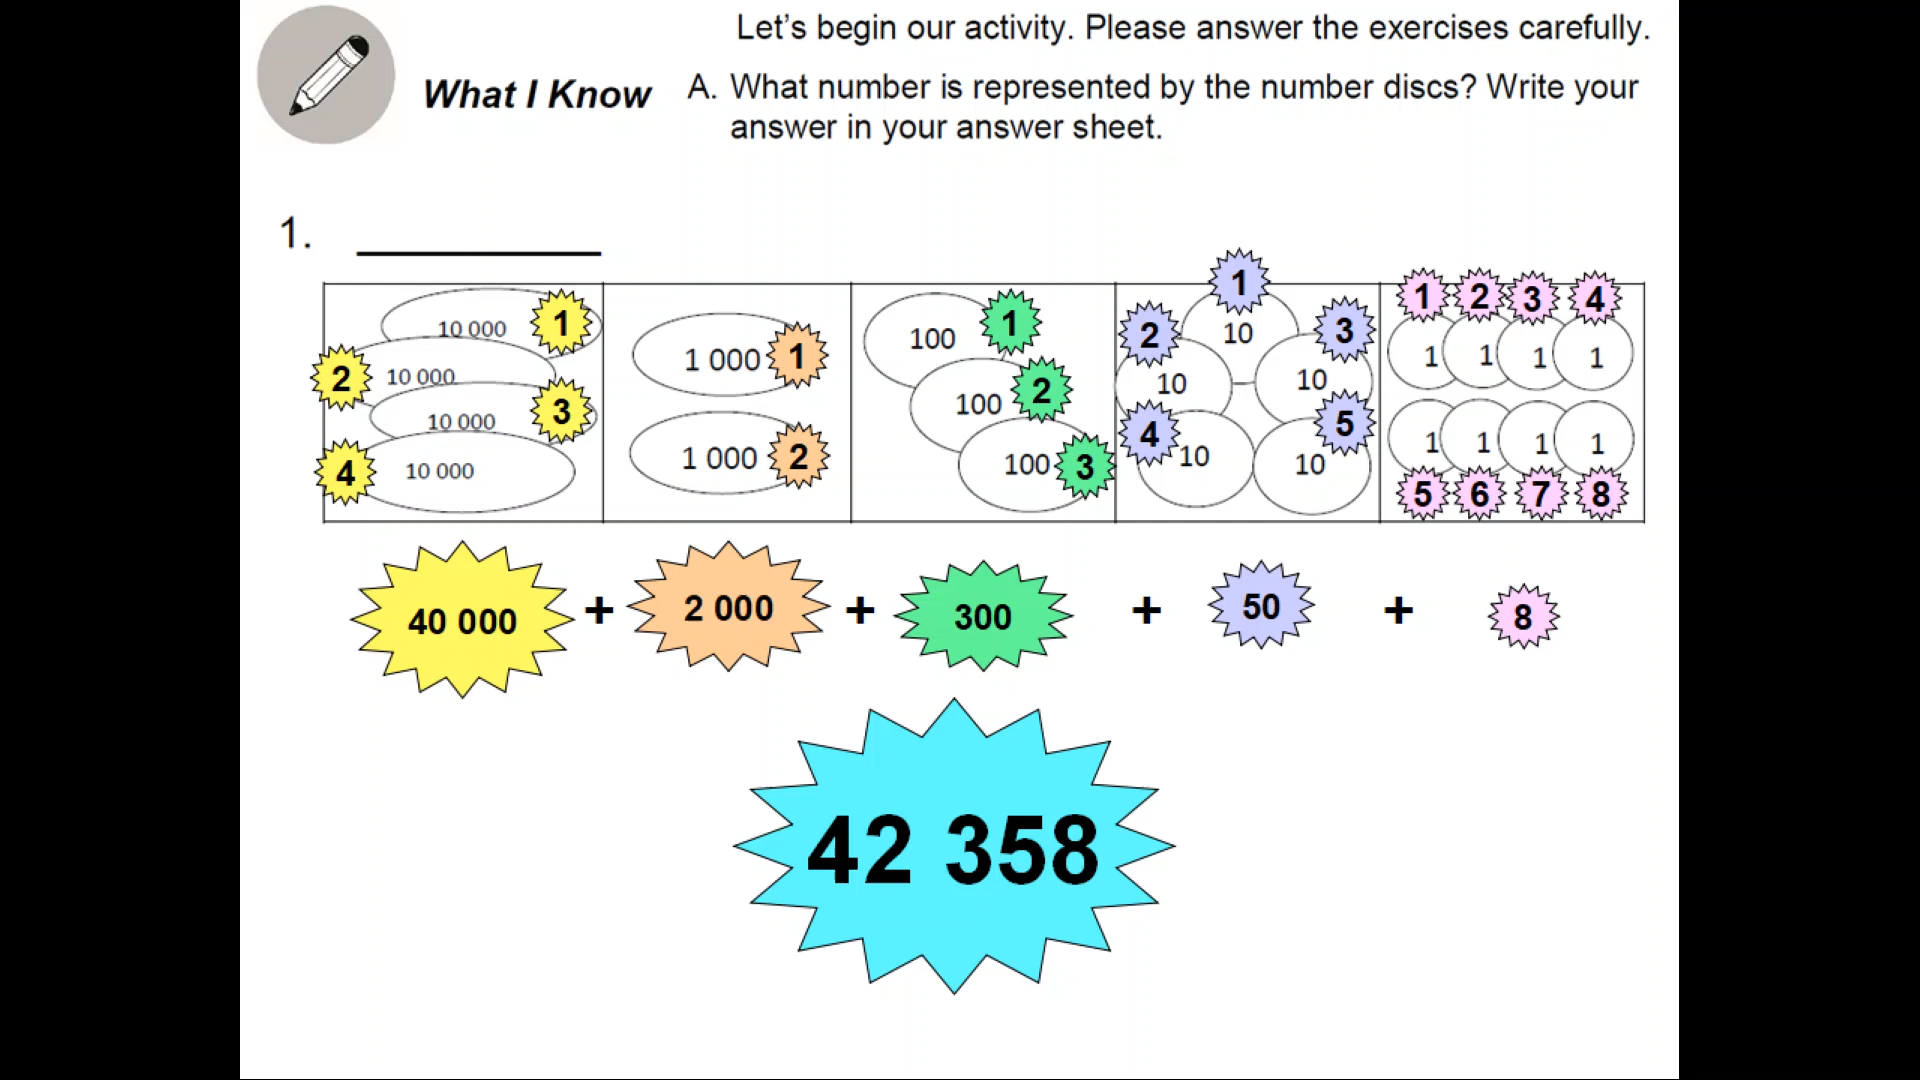 Let's begin our activity. Please answer the exercises carefully.
What I Know
A. What number is represented by the number discs? Write your
answer in your answer sheet.
1. __________
10 000 1
2 10 000
10 000 3
4 10 000
1 000 1
1 000 2
100 1
100 2
100 3
1
10
2 3
10 10
4 5
10 10
1 2 3 4
1 1 1 1
1 1 1 1
5 6 7 8
40 000 + 2 000 + 300 + 50 + 8
42 358